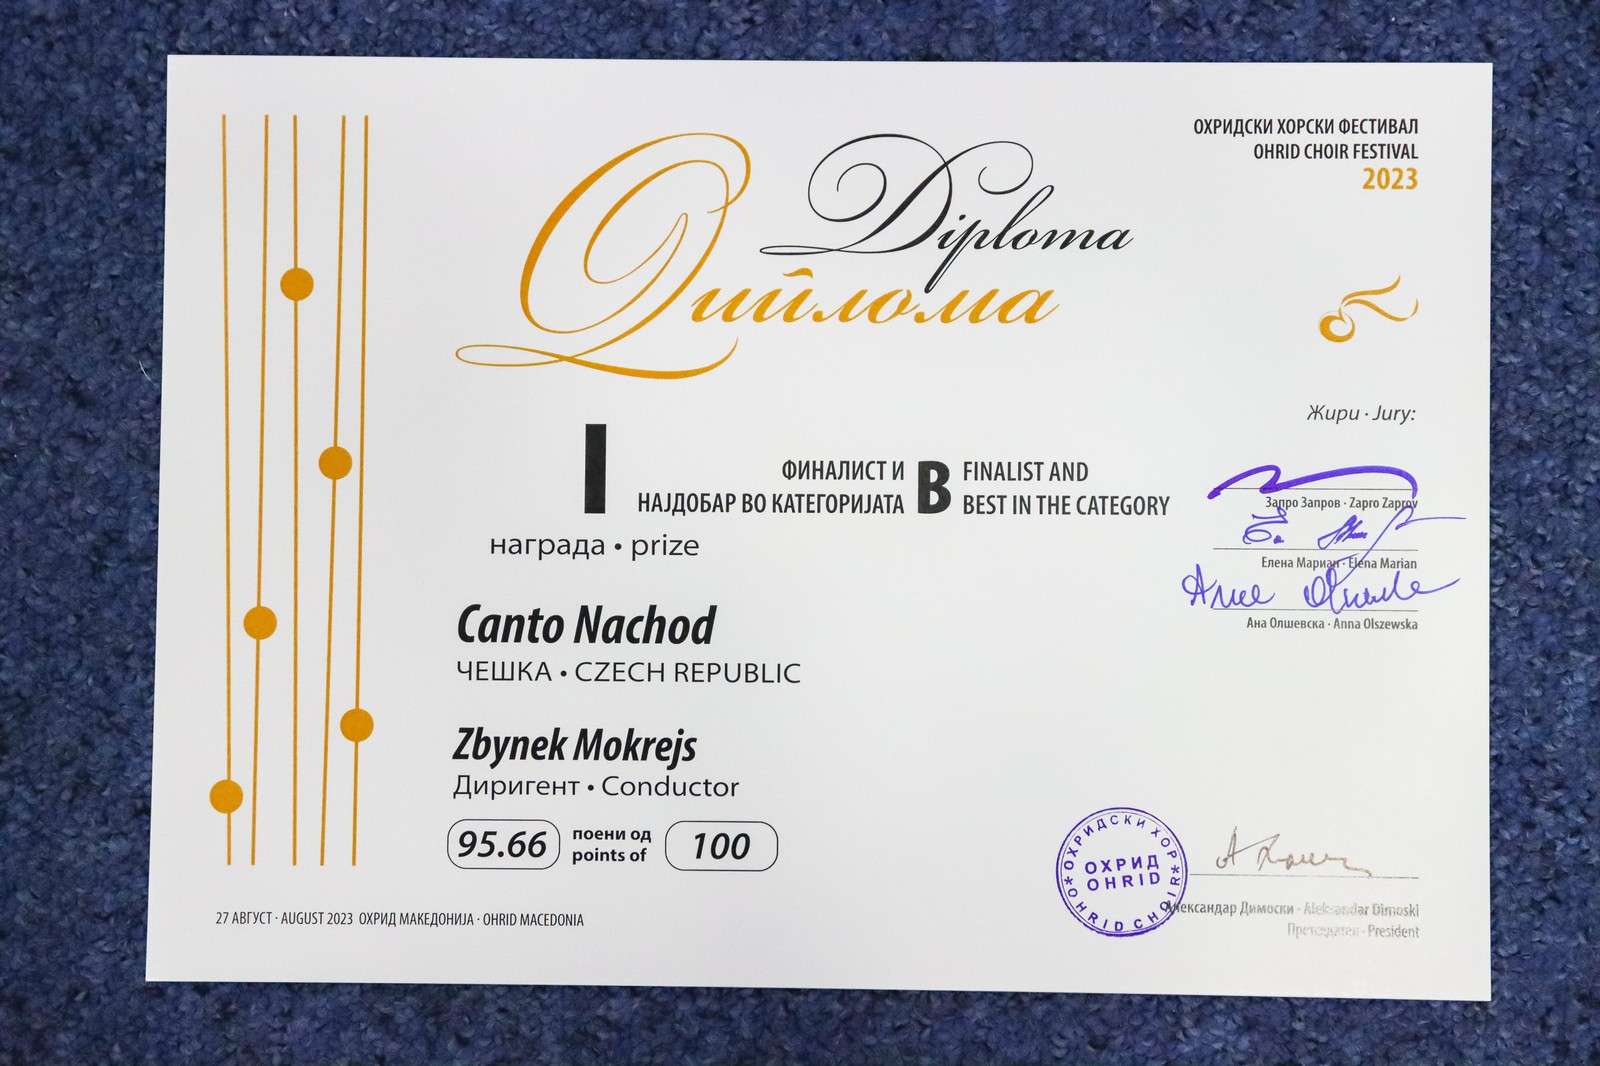 ОХРИДСКИ ХОРСКИ ФЕСТИВАЛ
OHRID CHOIR FESTIVAL
2023
Diploma
Диплома
Жири · Jury:
I
награда • prize
ФИНАЛИСТ И
НАЈДОБАР ВО КАТЕГОРИЈАТА
B
FINALIST AND
BEST IN THE CATEGORY
Запро Запров · Zapro Zaprov
Елена Мариан · Elena Marian
Ана Олшевска · Anna Olszewska
Canto Nachod
ЧЕШКА • CZECH REPUBLIC
Zbynek Mokrejs
Диригент • Conductor
95.66
поени од
points of
100
ОХРИДСКИ ХОР
ОХРИД
OHRID
OHRID CHOIR
Александар Димоски · Aleksandar Dimoski
Претседател · President
27 АВГУСТ · AUGUST 2023 ОХРИД МАКЕДОНИЈА · OHRID MACEDONIA